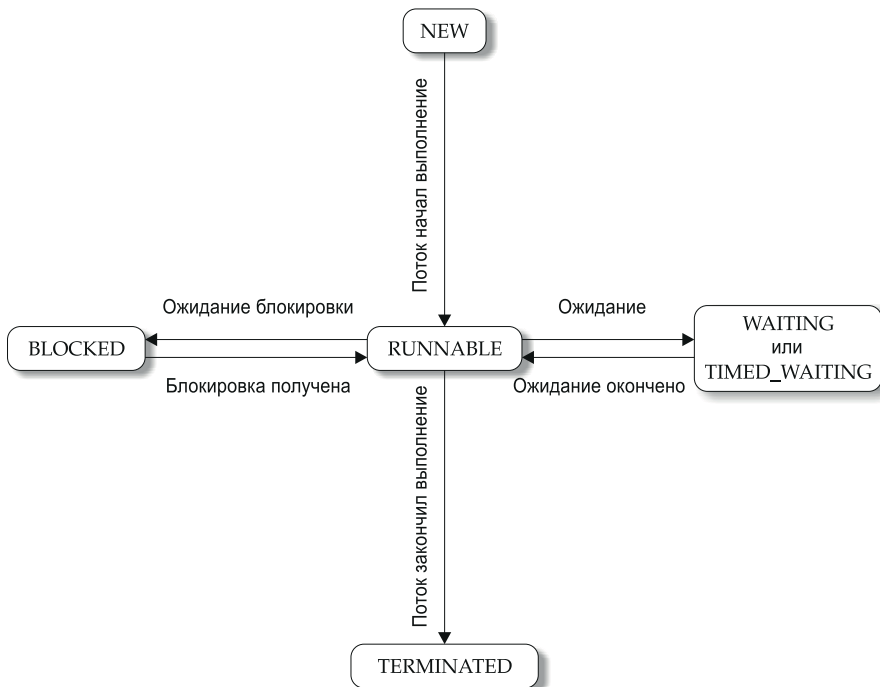 NEW
Поток начал выполнение
Ожидание блокировки
Ожидание
BLOCKED
RUNNABLE
WAITING
или
TIMED_WAITING
Блокировка получена
Ожидание окончено
Поток закончил выполнение
TERMINATED